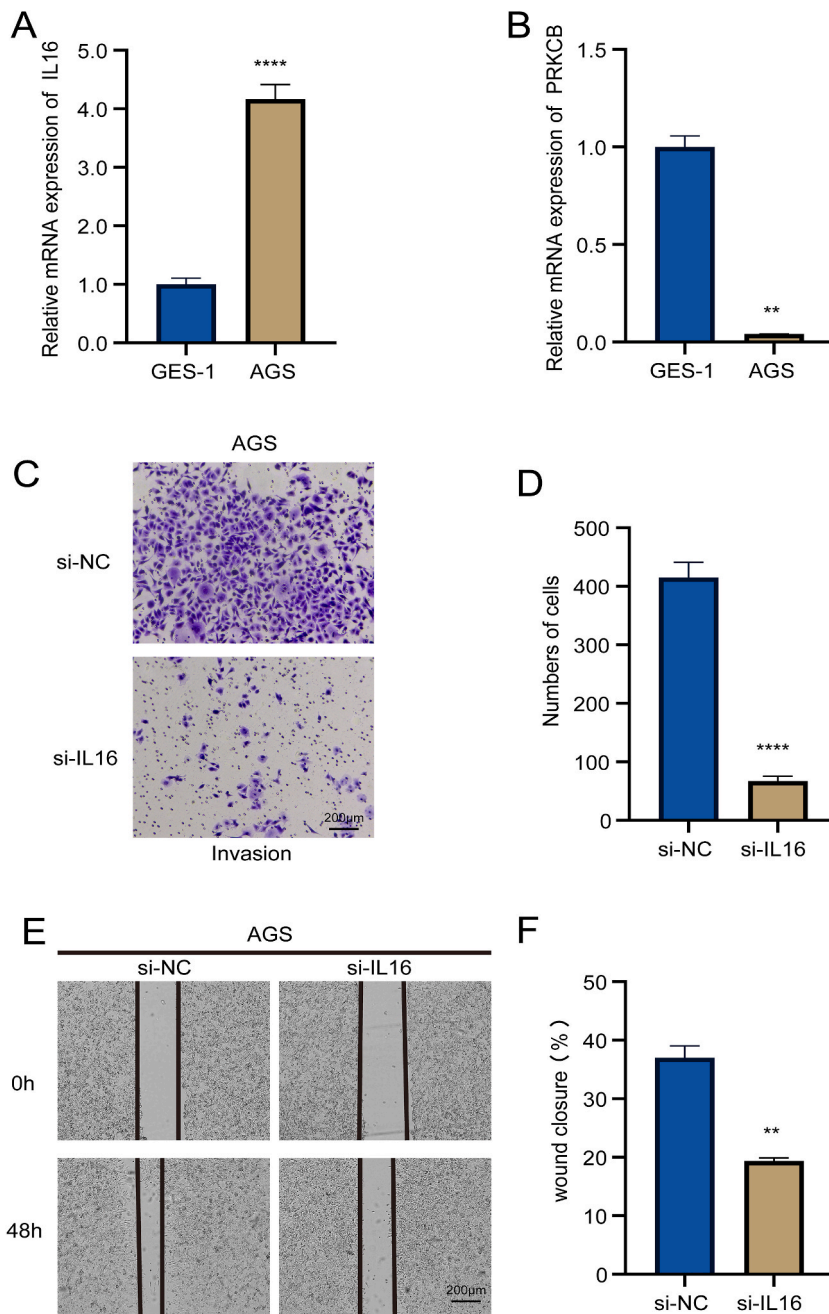 A
Relative mRNA expression of IL16
5.0
4.0
3.0
2.0
1.0
0.0
****
GES-1
AGS
B
Relative mRNA expression of PRKCB
1.5
1.0
0.5
0.0
**
GES-1
AGS
C
AGS
si-NC
si-IL16
200μm
Invasion
D
Numbers of cells
500
400
300
200
100
0
****
si-NC
si-IL16
E
AGS
si-NC
si-IL16
0h
48h
200μm
F
wound closure (%)
50
40
30
20
10
0
**
si-NC
si-IL16